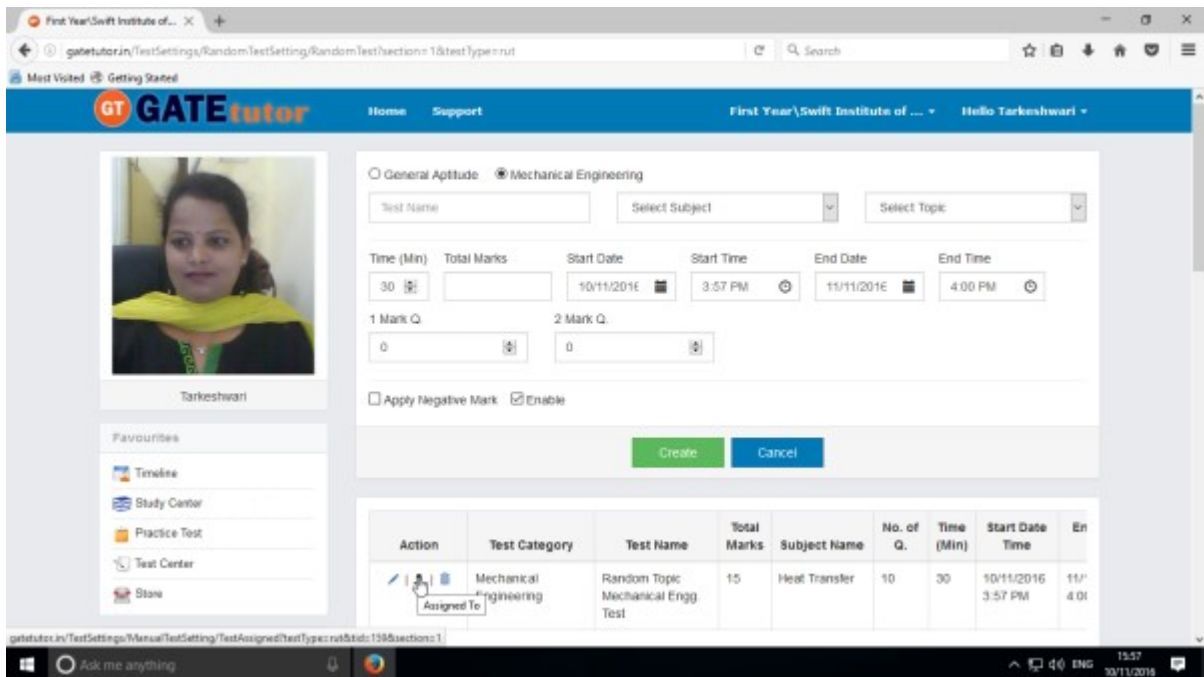 First Year\Swift Institute of...
gatetutor.in/TestSettings/RandomTestSetting/RandomTest?section=1&testType=rut
Search
Most Visited Getting Started
GT GATEtutor Home Support First Year\Swift Institute of .... Hello Tarkeshwari
General Aptitude Mechanical Engineering
Test Name Select Subject Select Topic
Time (Min) Total Marks Start Date Start Time End Date End Time
30 10/11/2016 3:57 PM 11/11/2016 4:00 PM
1 Mark Q. 2 Mark Q.
0 0
Apply Negative Mark Enable
Create Cancel
Tarkeshwari
Favourites
Timeline
Study Center
Practice Test
Test Center
Store
Action Test Category Test Name Total Marks Subject Name No. of Q. Time (Min) Start Date Time En
Mechanical Engineering Random Topic Mechanical Engg Test 15 Heat Transfer 10 30 10/11/2016 3:57 PM 11/ 4:00
Assigned To
gatetutor.in/TestSettings/ManualTestSetting/TestAssigned?testType=rut&tid=159&section=1
Ask me anything
ENG 15:57
10/11/2016